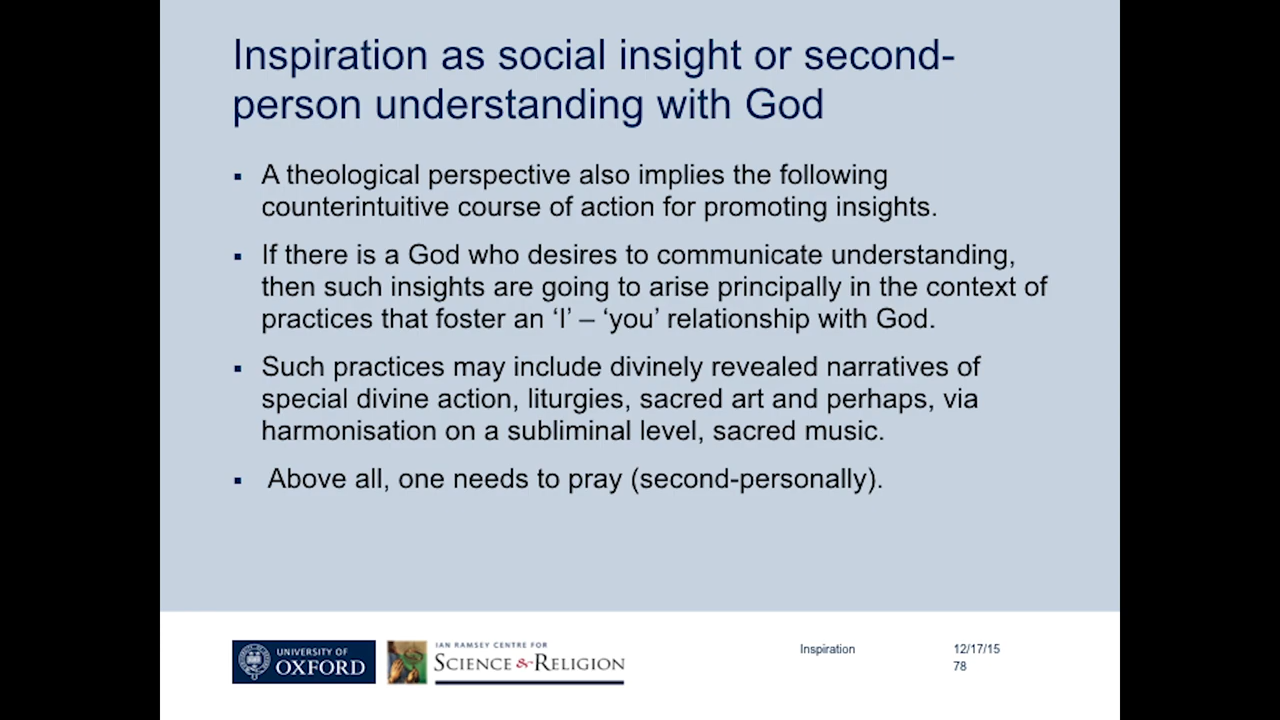 Inspiration as social insight or second-
person understanding with God
▪ A theological perspective also implies the following
counterintuitive course of action for promoting insights.
▪ If there is a God who desires to communicate understanding,
then such insights are going to arise principally in the context of
practices that foster an ‘I’ – ‘you’ relationship with God.
▪ Such practices may include divinely revealed narratives of
special divine action, liturgies, sacred art and perhaps, via
harmonisation on a subliminal level, sacred music.
▪ Above all, one needs to pray (second-personally).
UNIVERSITY OF
OXFORD
IAN RAMSEY CENTRE FOR
SCIENCE & RELIGION
Inspiration
12/17/15
78